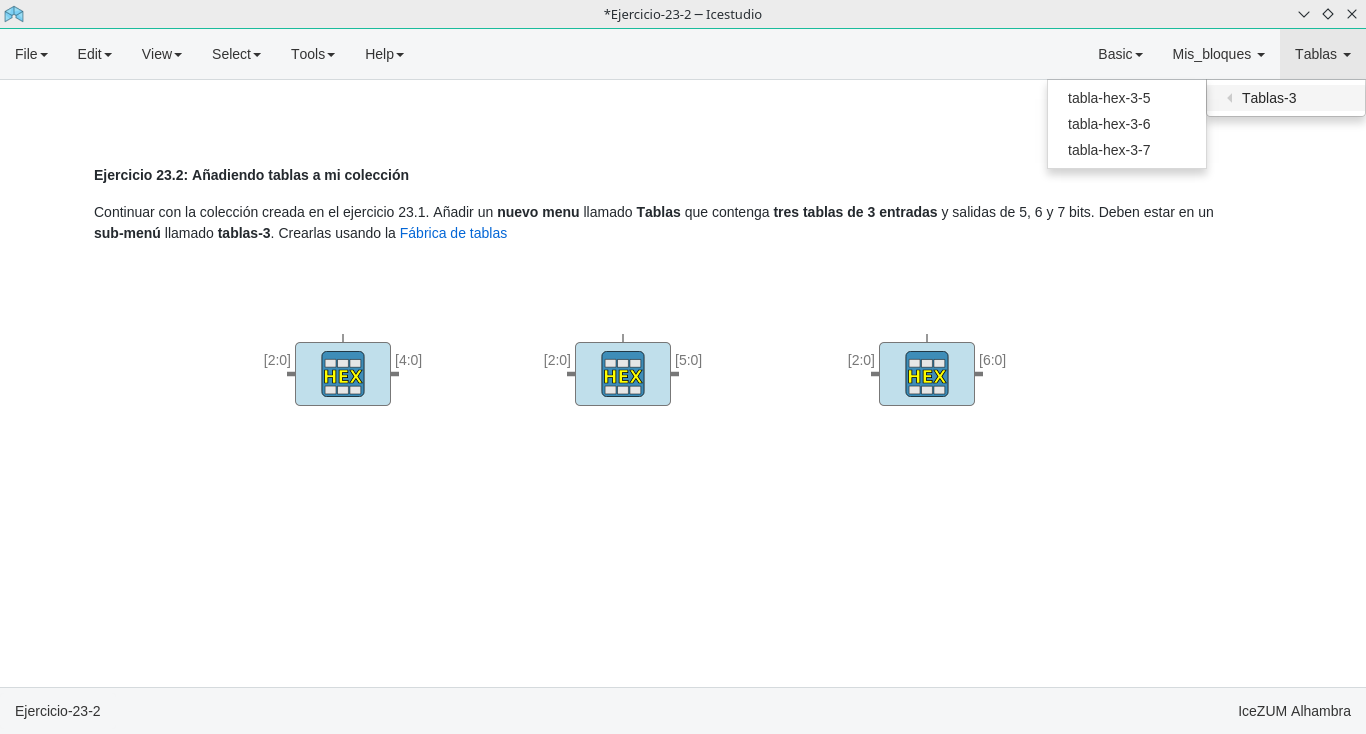 *Ejercicio-23-2 — Icestudio
File Edit View Select Tools Help Basic Mis_bloques Tablas
tabla-hex-3-5
tabla-hex-3-6
tabla-hex-3-7
Tablas-3
Ejercicio 23.2: Añadiendo tablas a mi colección
Continuar con la colección creada en el ejercicio 23.1. Añadir un nuevo menu llamado Tablas que contenga tres tablas de 3 entradas y salidas de 5, 6 y 7 bits. Deben estar en un
sub-menú llamado tablas-3. Crearlas usando la Fábrica de tablas
[2:0] [4:0] [2:0] [5:0] [2:0] [6:0]
HEX HEX HEX
Ejercicio-23-2 IceZUM Alhambra